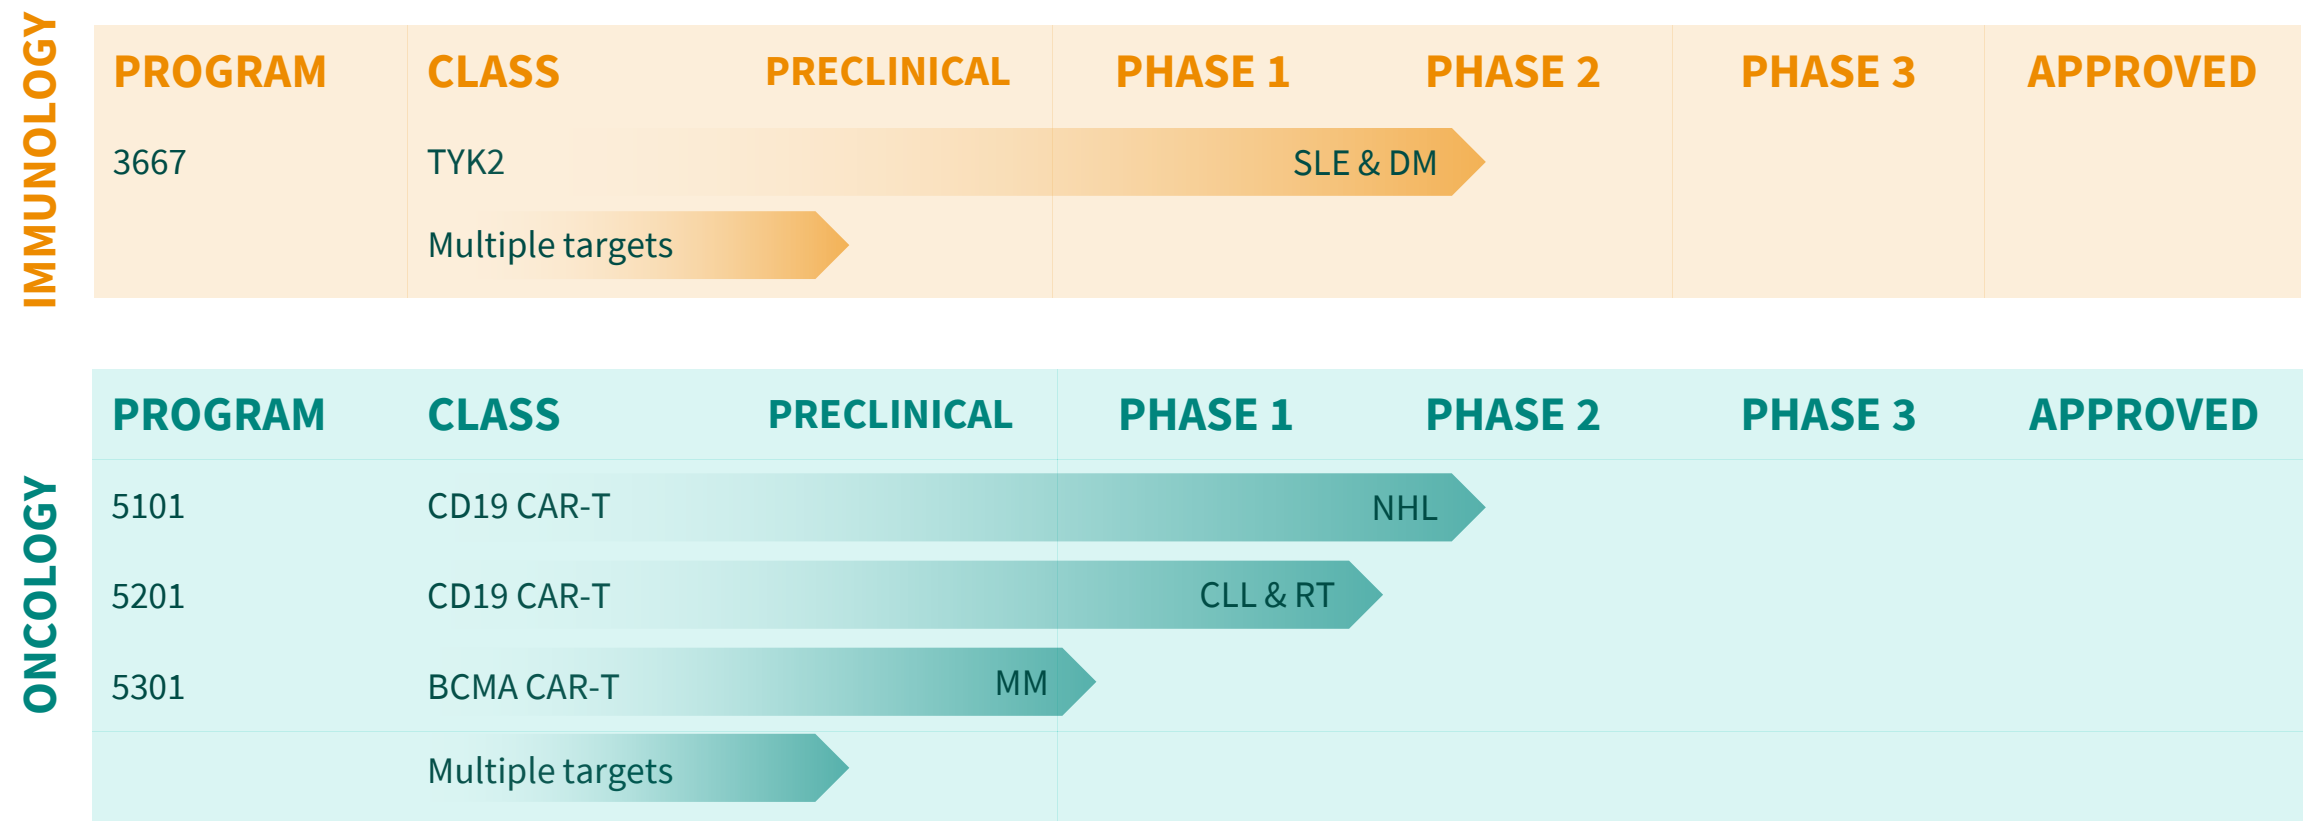 IMMUNOLOGY
PROGRAM CLASS PRECLINICAL PHASE 1 PHASE 2 PHASE 3 APPROVED
3667 TYK2 SLE & DM
Multiple targets
ONCOLOGY
PROGRAM CLASS PRECLINICAL PHASE 1 PHASE 2 PHASE 3 APPROVED
5101 CD19 CAR-T NHL
5201 CD19 CAR-T CLL & RT
5301 BCMA CAR-T MM
Multiple targets